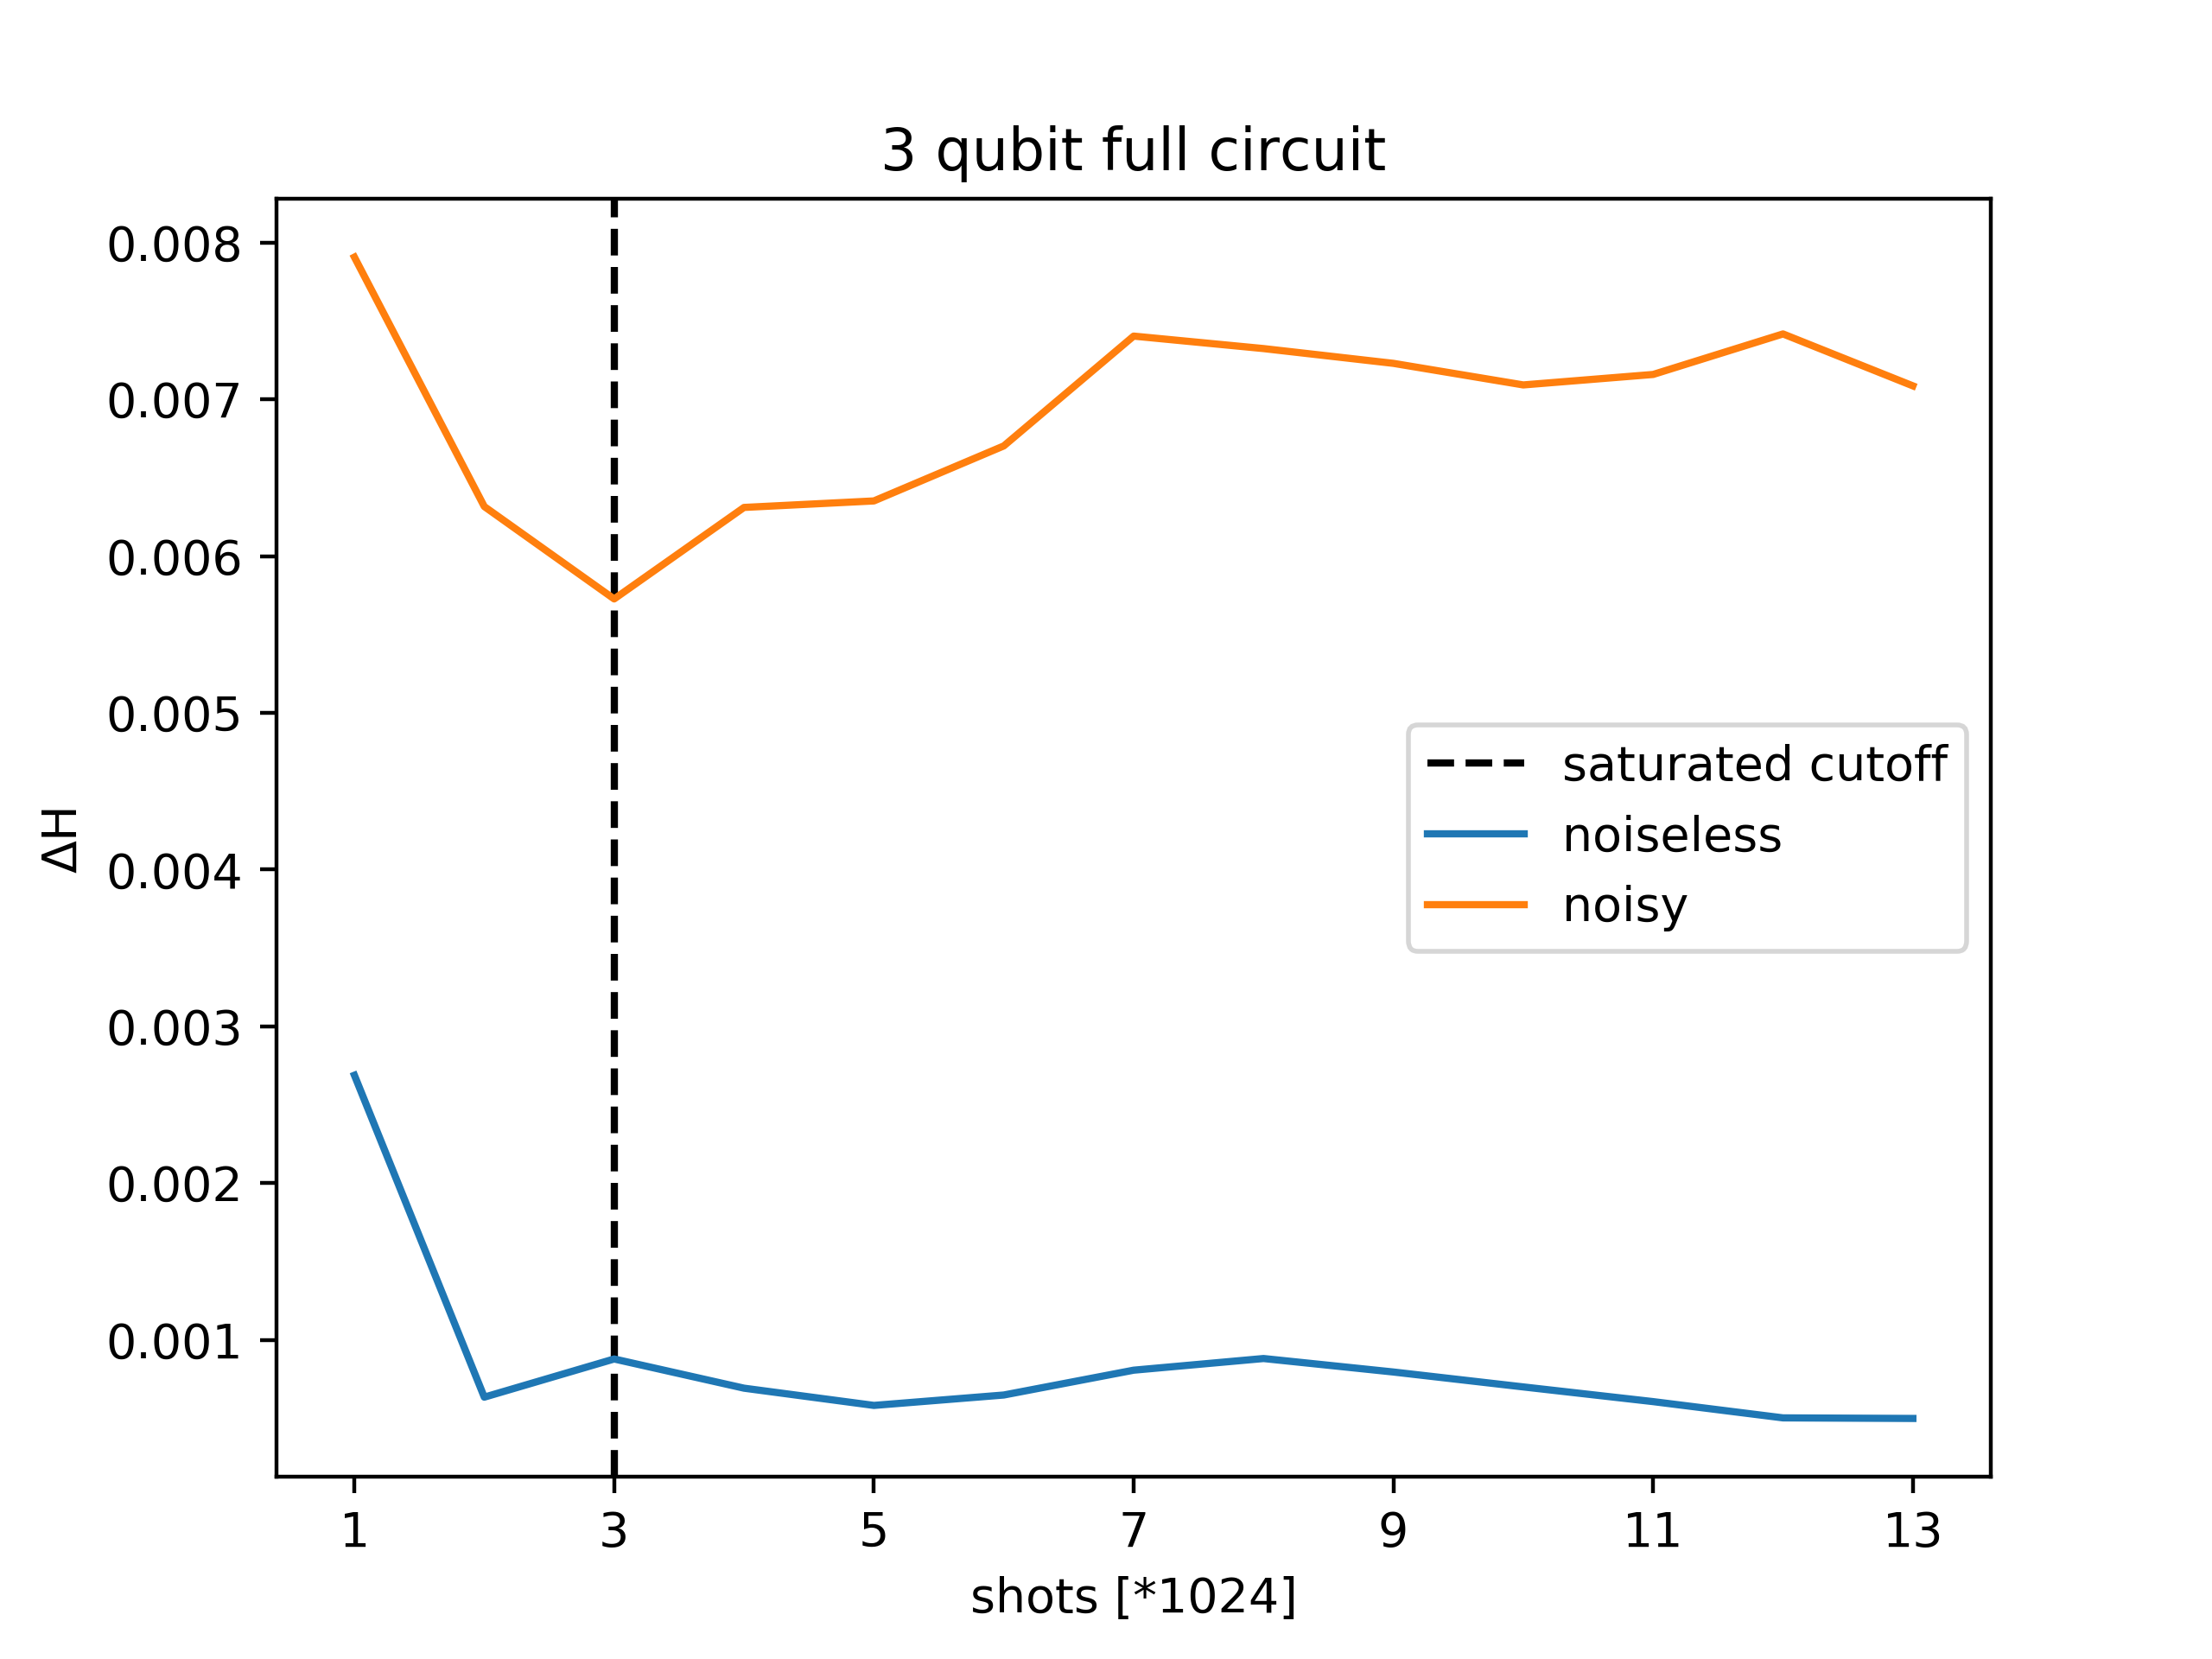 3 qubit full circuit
0.008
0.007
0.006
0.005
0.004
0.003
0.002
0.001
ΔH
saturated cutoff
noiseless
noisy
1 3 5 7 9 11 13
shots [*1024]